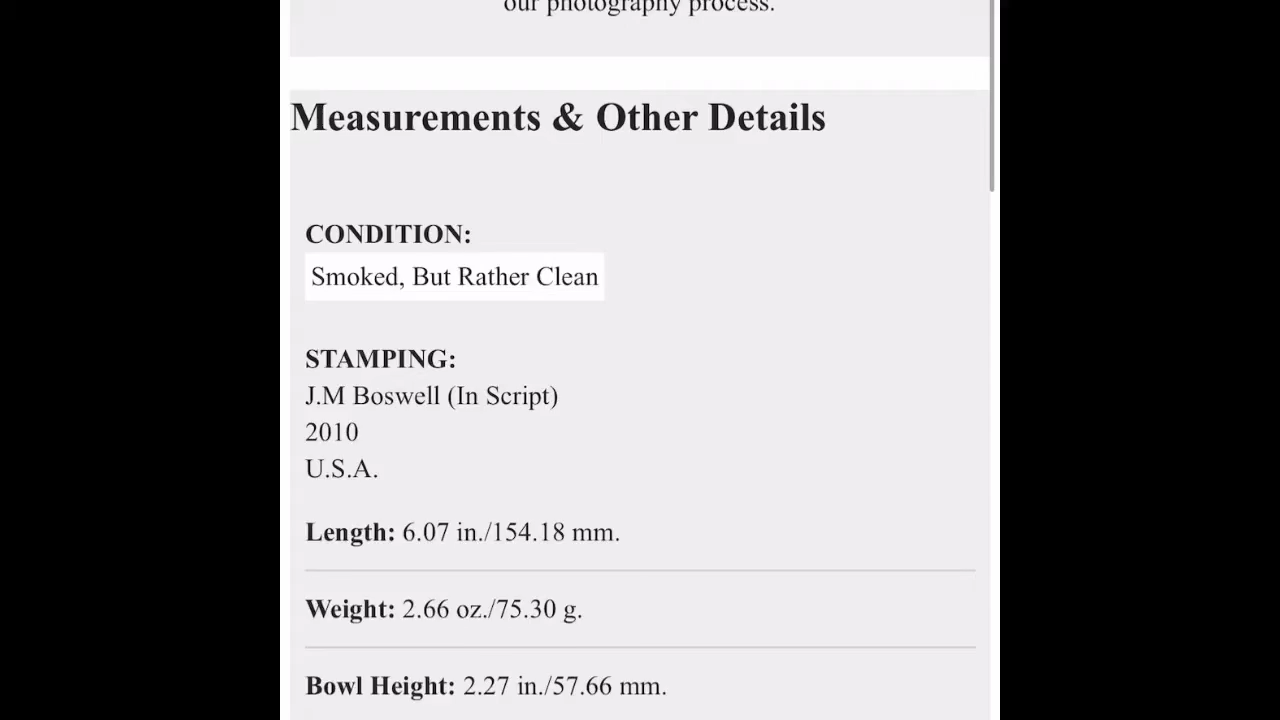 our photography process.
Measurements & Other Details
CONDITION:
Smoked, But Rather Clean
STAMPING:
J.M Boswell (In Script)
2010
U.S.A.
Length: 6.07 in./154.18 mm.
Weight: 2.66 oz./75.30 g.
Bowl Height: 2.27 in./57.66 mm.